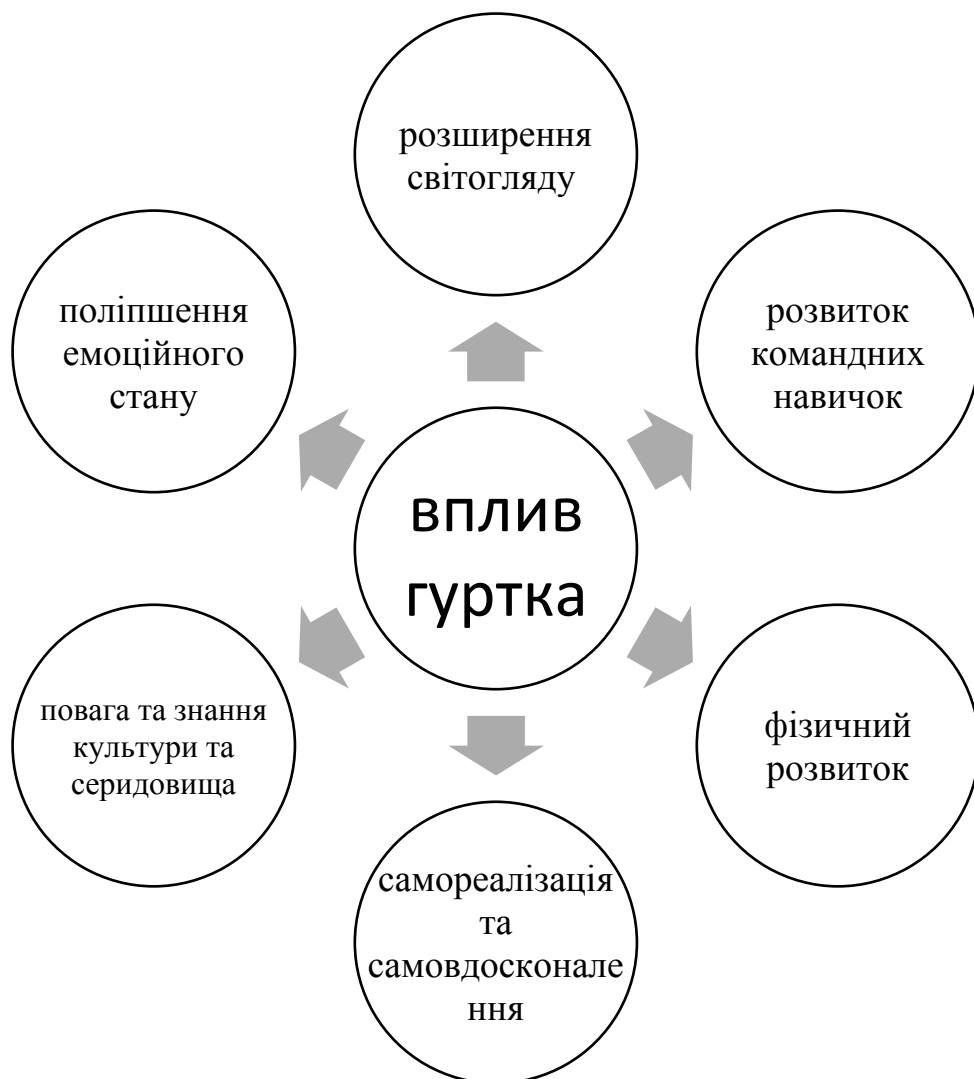 розширення
світогляду
поліпшення
емоційного
стану
розвиток
командних
навичок
вплив
гуртка
повага та знання
культури та
серидовища
фізичний
розвиток
самореалізація
та
самовдосконале
ння